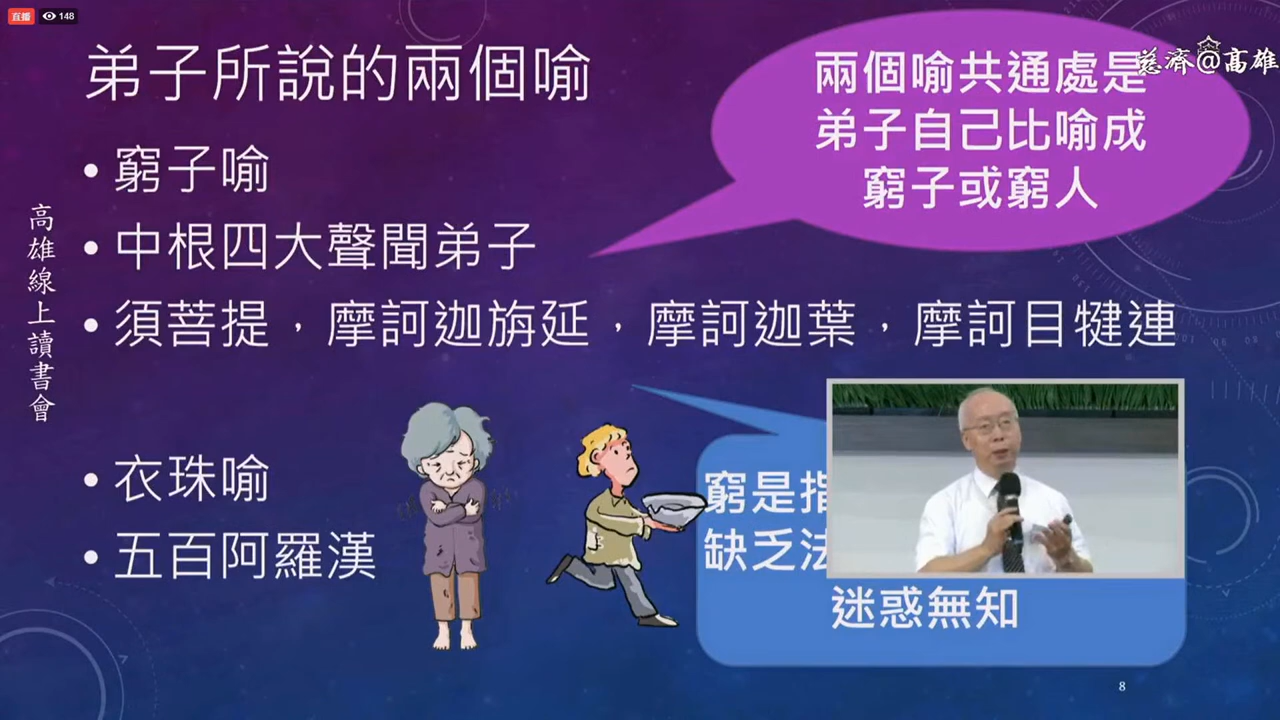 直播 148
慈濟@高雄
弟子所說的兩個喻
兩個喻共通處是
弟子自己比喻成
窮子或窮人
• 窮子喻
• 中根四大聲聞弟子
• 須菩提，摩訶迦旃延，摩訶迦葉，摩訶目犍連
高雄線上讀書會
• 衣珠喻
• 五百阿羅漢
窮是指
缺乏法
迷惑無知
8